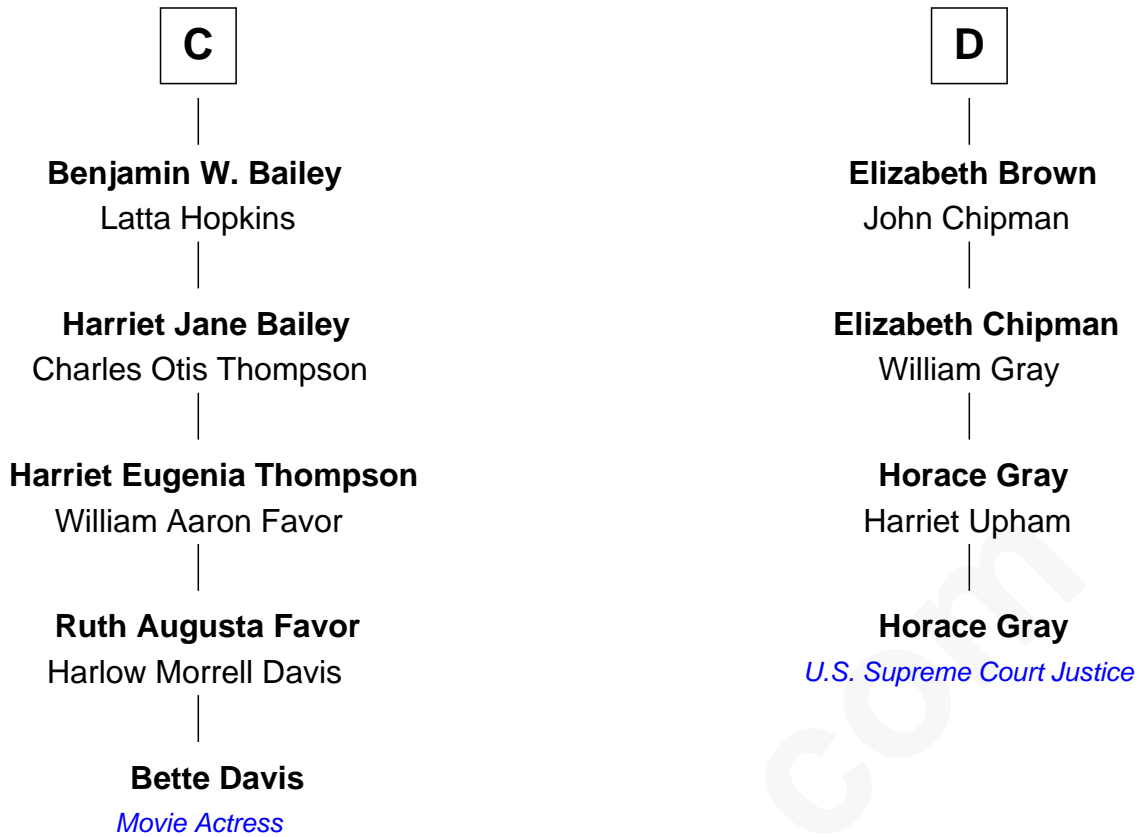 C
Benjamin W. Bailey
Latta Hopkins
Harriet Jane Bailey
Charles Otis Thompson
Harriet Eugenia Thompson
William Aaron Favor
Ruth Augusta Favor
Harlow Morrell Davis
Bette Davis
Movie Actress
D
Elizabeth Brown
John Chipman
Elizabeth Chipman
William Gray
Horace Gray
Harriet Upham
Horace Gray
U.S. Supreme Court Justice
com